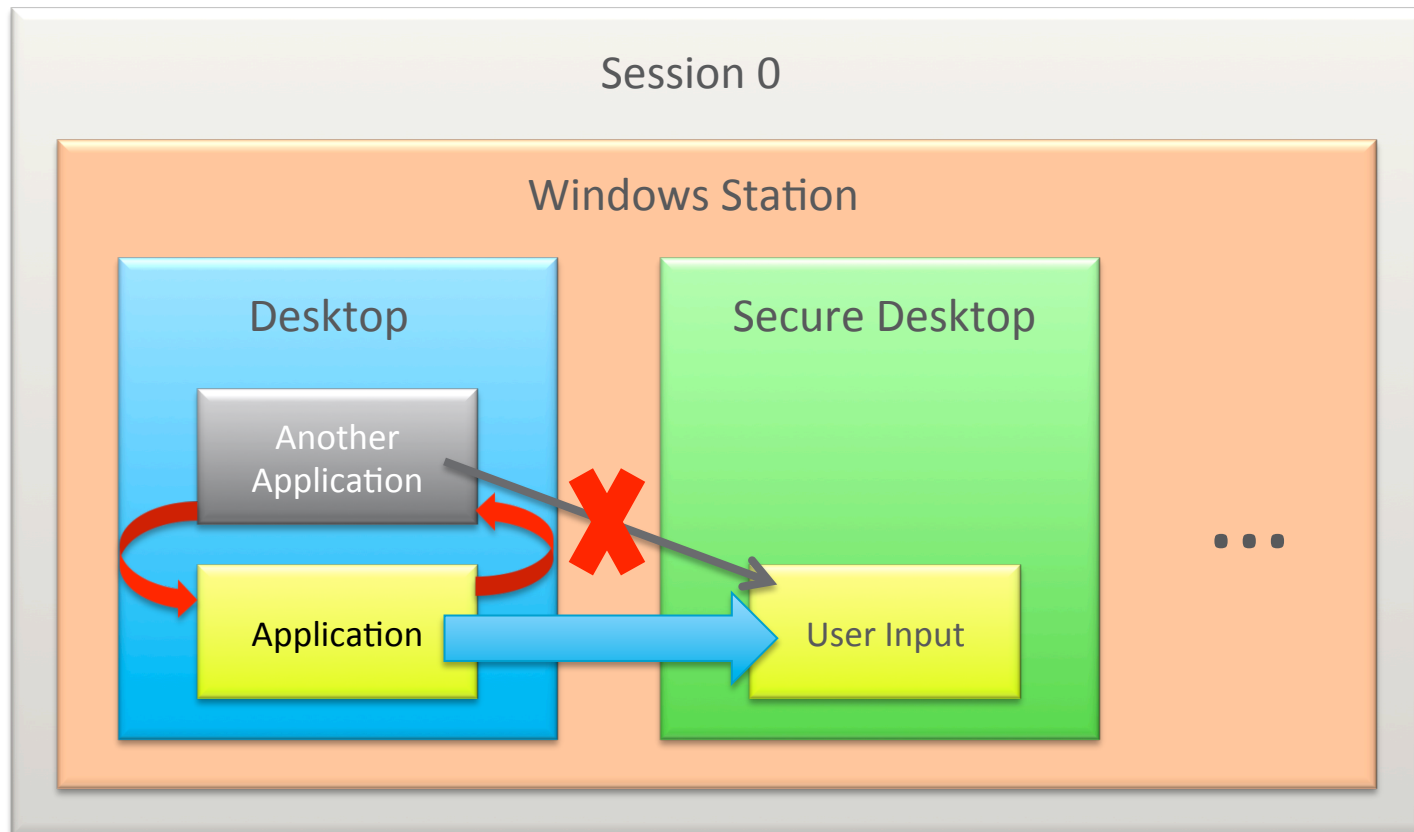 Session 0
Windows Station
Desktop
Secure Desktop
Another
Application
...
Application
User Input